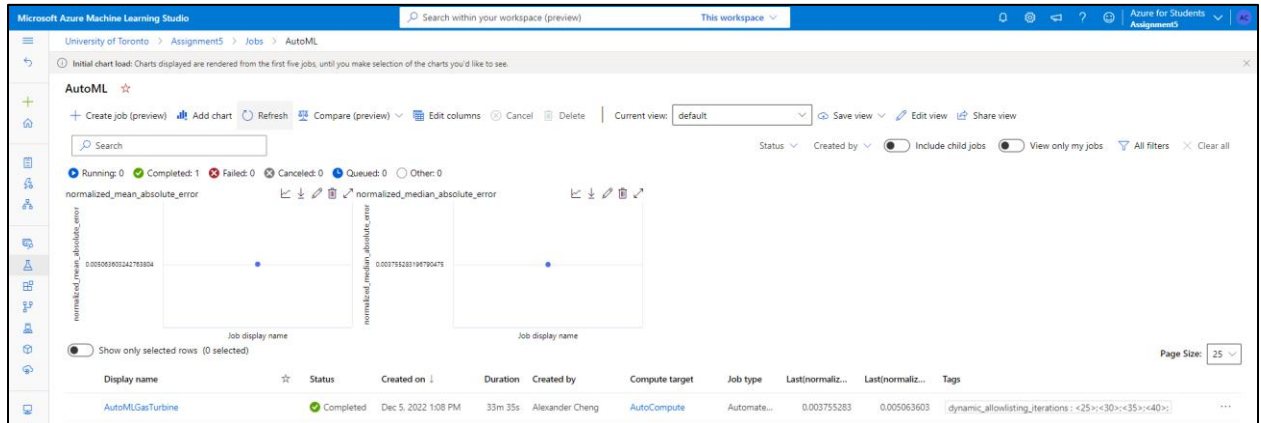 Microsoft Azure Machine Learning Studio
Search within your workspace (preview)
This workspace
Azure for Students
Assignment5
AC
University of Toronto > Assignment5 > Jobs > AutoML
Initial chart load: Charts displayed are rendered from the first five jobs, until you make selection of the charts you'd like to see.
AutoML
Create job (preview) Add chart Refresh Compare (preview) Edit columns Cancel Delete Current view: default Save view Edit view Share view
Search
Status Created by Include child jobs View only my jobs All filters Clear all
Running: 0 Completed: 1 Failed: 0 Canceled: 0 Queued: 0 Other: 0
normalized_mean_absolute_error
normalized_mean_absolute_error
0.005063603242763804
Job display name
normalized_median_absolute_error
normalized_median_absolute_error
0.003755283196790475
Job display name
Show only selected rows (0 selected)
Page Size: 25
Display name Status Created on ↓ Duration Created by Compute target Job type Last(normaliz... Last(normaliz... Tags
AutoMLGasTurbine Completed Dec 5, 2022 1:08 PM 33m 35s Alexander Cheng AutoCompute Automate... 0.003755283 0.005063603 dynamic_allowlisting_iterations : <25>;<30>;<35>;<40>; ...